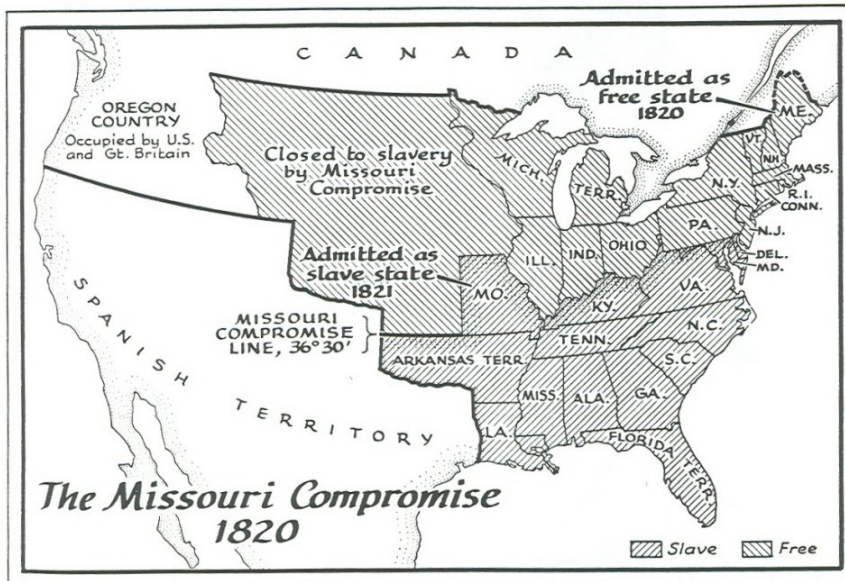 CANADA
OREGON
COUNTRY
Occupied by U.S.
and Gt. Britain
Closed to slavery
by Missouri
Compromise
Admitted as
free state
1820
ME.
VT.
N.H.
MASS.
R.I.
CONN.
N.Y.
MICH.
TERR.
PA.
N.J.
DEL.
MD.
OHIO
IND.
ILL.
Admitted as
slave state
1821
MO.
KY.
VA.
MISSOURI
COMPROMISE
LINE, 36°30'
ARKANSAS TERR.
TENN.
N.C.
S.C.
MISS.
ALA.
GA.
LA.
FLORIDA TERR.
SPANISH
TERRITORY
The Missouri Compromise
1820
Slave
Free